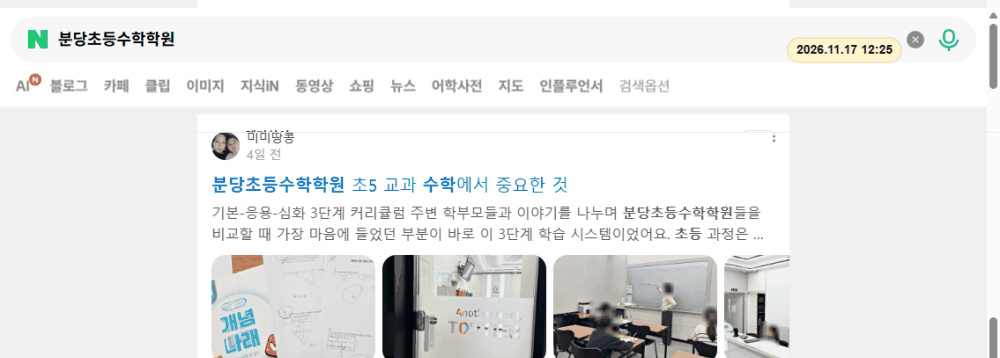 분당초등수학학원
2026.11.17 12:25
AI N 블로그 카페 클립 이미지 지식iN 동영상 쇼핑 뉴스 어학사전 지도 인플루언서 검색옵션
미미땅콩
4일 전
분당초등수학학원 초5 교과 수학에서 중요한 것
기본-응용-심화 3단계 커리큘럼 주변 학부모들과 이야기를 나누며 분당초등수학학원들을
비교할 때 가장 마음에 들었던 부분이 바로 이 3단계 학습 시스템이었어요. 초등 과정은 ...
개념
나래